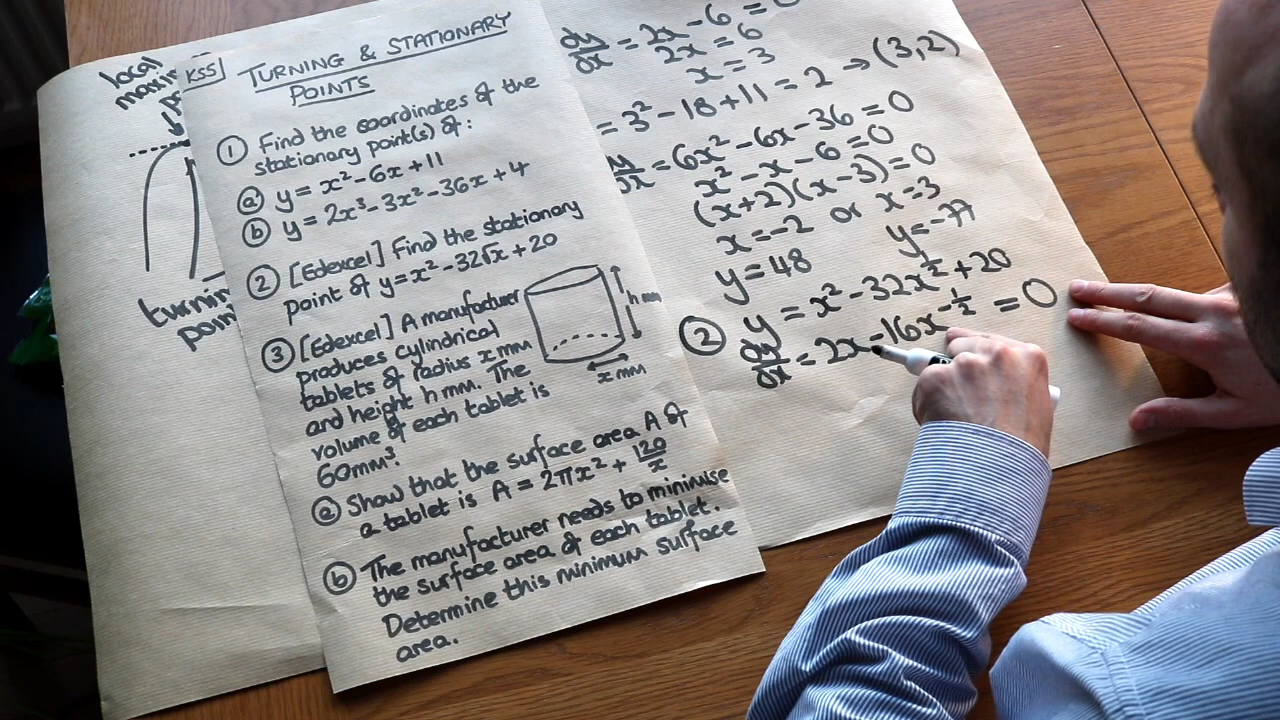 local
KS5
TURNING & STATIONARY
POINTS
① Find the coordinates of the
stationary point(s) of:
ⓐ y = x² - 6x + 11
ⓑ y = 2x³ - 3x² - 36x + 4
② [Edexcel] Find the stationary
point of y = x² - 32√x + 20
③ [Edexcel] A manufacturer
produces cylindrical
tablets of radius x mm
and height h mm. The
volume of each tablet is
60mm³.
h mm
x mm
ⓐ Show that the surface area A of
a tablet is A = 2πx² + 120/x
ⓑ The manufacturer needs to minimise
the surface area of each tablet.
Determine this minimum surface
area.
dy/dx = 2x - 6 = 0
2x = 6
x = 3
= 3² - 18 + 11 = 2 → (3,2)
dy/dx = 6x² - 6x - 36 = 0
x² - x - 6 = 0
(x+2)(x-3) = 0
x = -2 or x = 3
y = 48 y = -77
② y = x² - 32x^½ + 20
dy/dx = 2x - 16x^-½ = 0